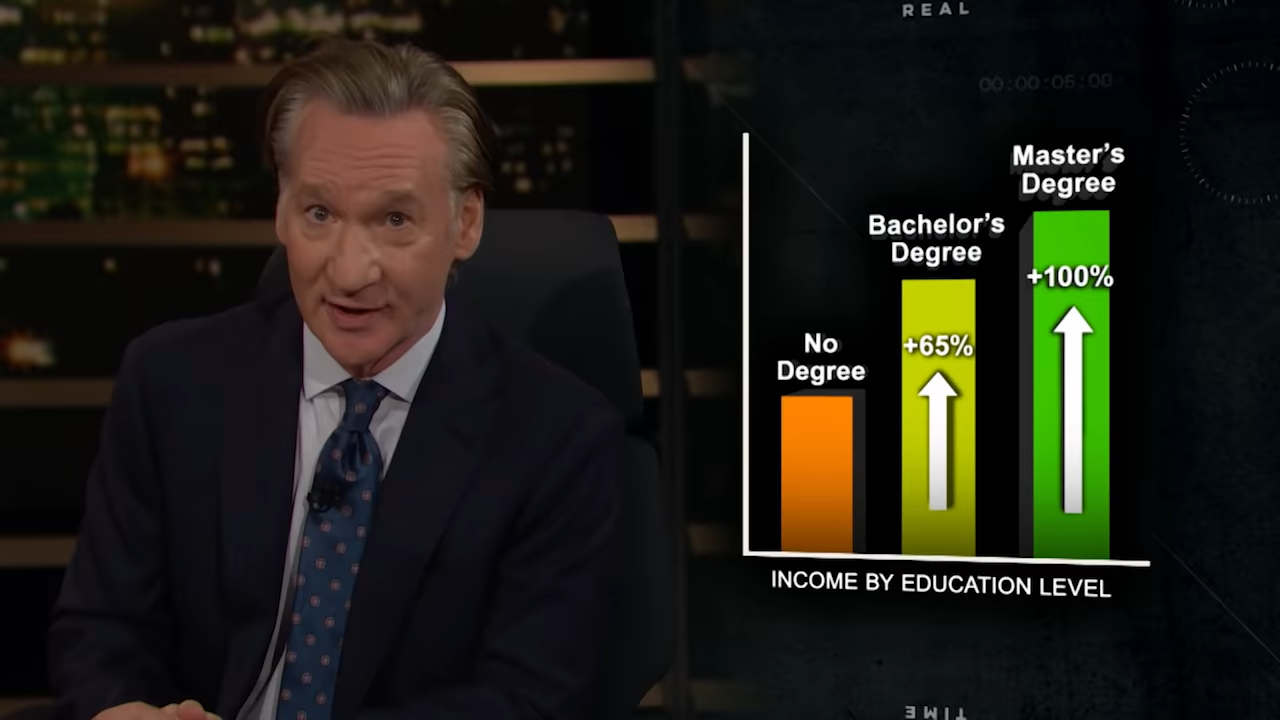 REAL
00:00:05:00
Master's
Degree
Bachelor's
Degree
+100%
No
Degree
+65%
INCOME BY EDUCATION LEVEL
TIME